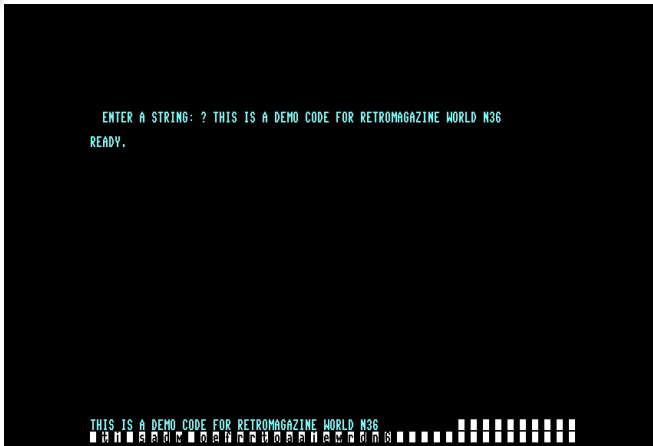 ENTER A STRING: ? THIS IS A DEMO CODE FOR RETROMAGAZINE WORLD N36
READY.
THIS IS A DEMO CODE FOR RETROMAGAZINE WORLD N36